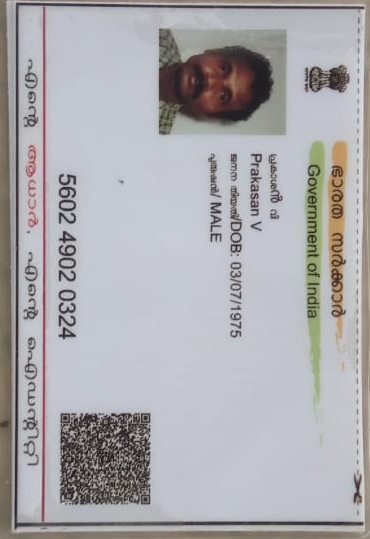 ഭാരത സർക്കാർ
Government of India
പ്രകാശൻ വി
Prakasan V
ജനന തിയതി/DOB: 03/07/1975
പുരുഷൻ/ MALE
5602 4902 0324
എന്റെ ആധാർ, എന്റെ ഐഡന്റിറ്റി